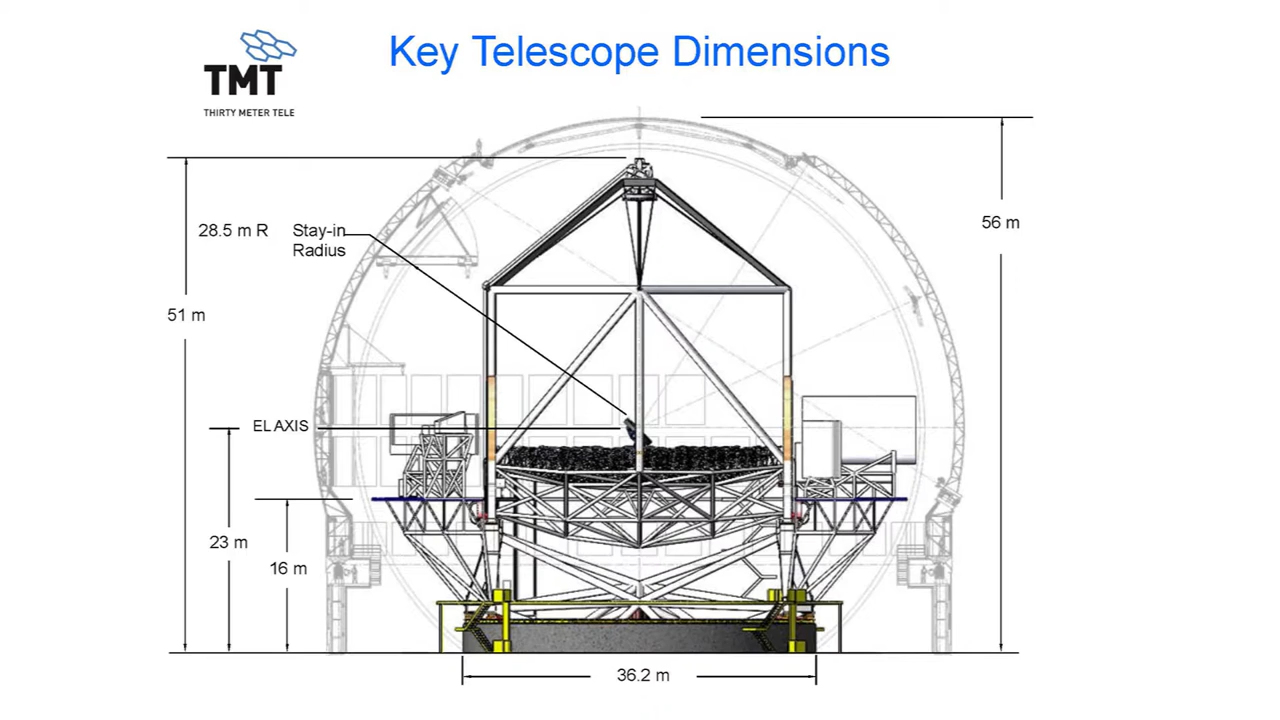 TMT
THIRTY METER TELE
Key Telescope Dimensions
28.5 m R
Stay-in
Radius
56 m
51 m
EL AXIS
23 m
16 m
36.2 m